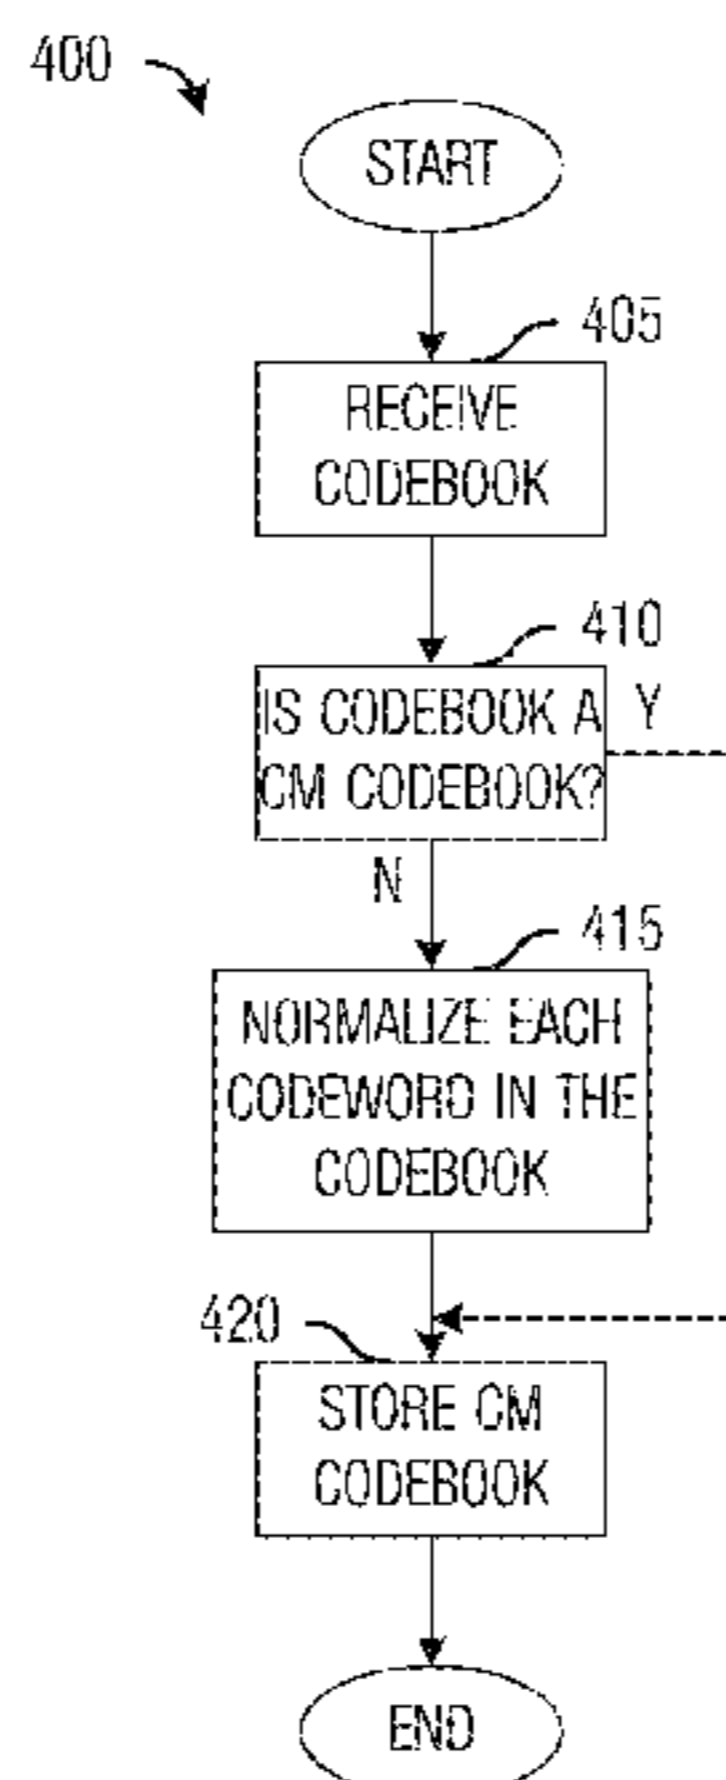 400
START
405
RECEIVE
CODEBOOK
410
IS CODEBOOK A
CM CODEBOOK?
Y
N
415
NORMALIZE EACH
CODEWORD IN THE
CODEBOOK
420
STORE CM
CODEBOOK
END